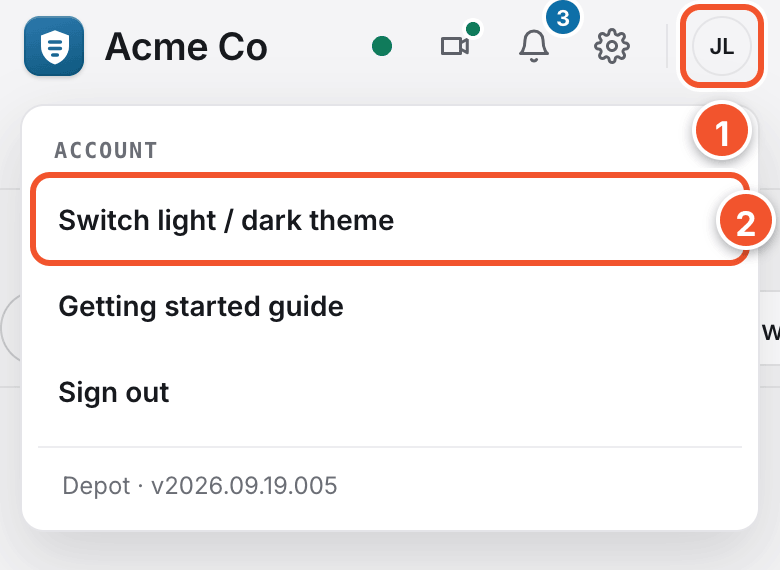 Acme Co
3
JL
1
ACCOUNT
Switch light / dark theme
2
Getting started guide
w
Sign out
Depot · v2026.09.19.005